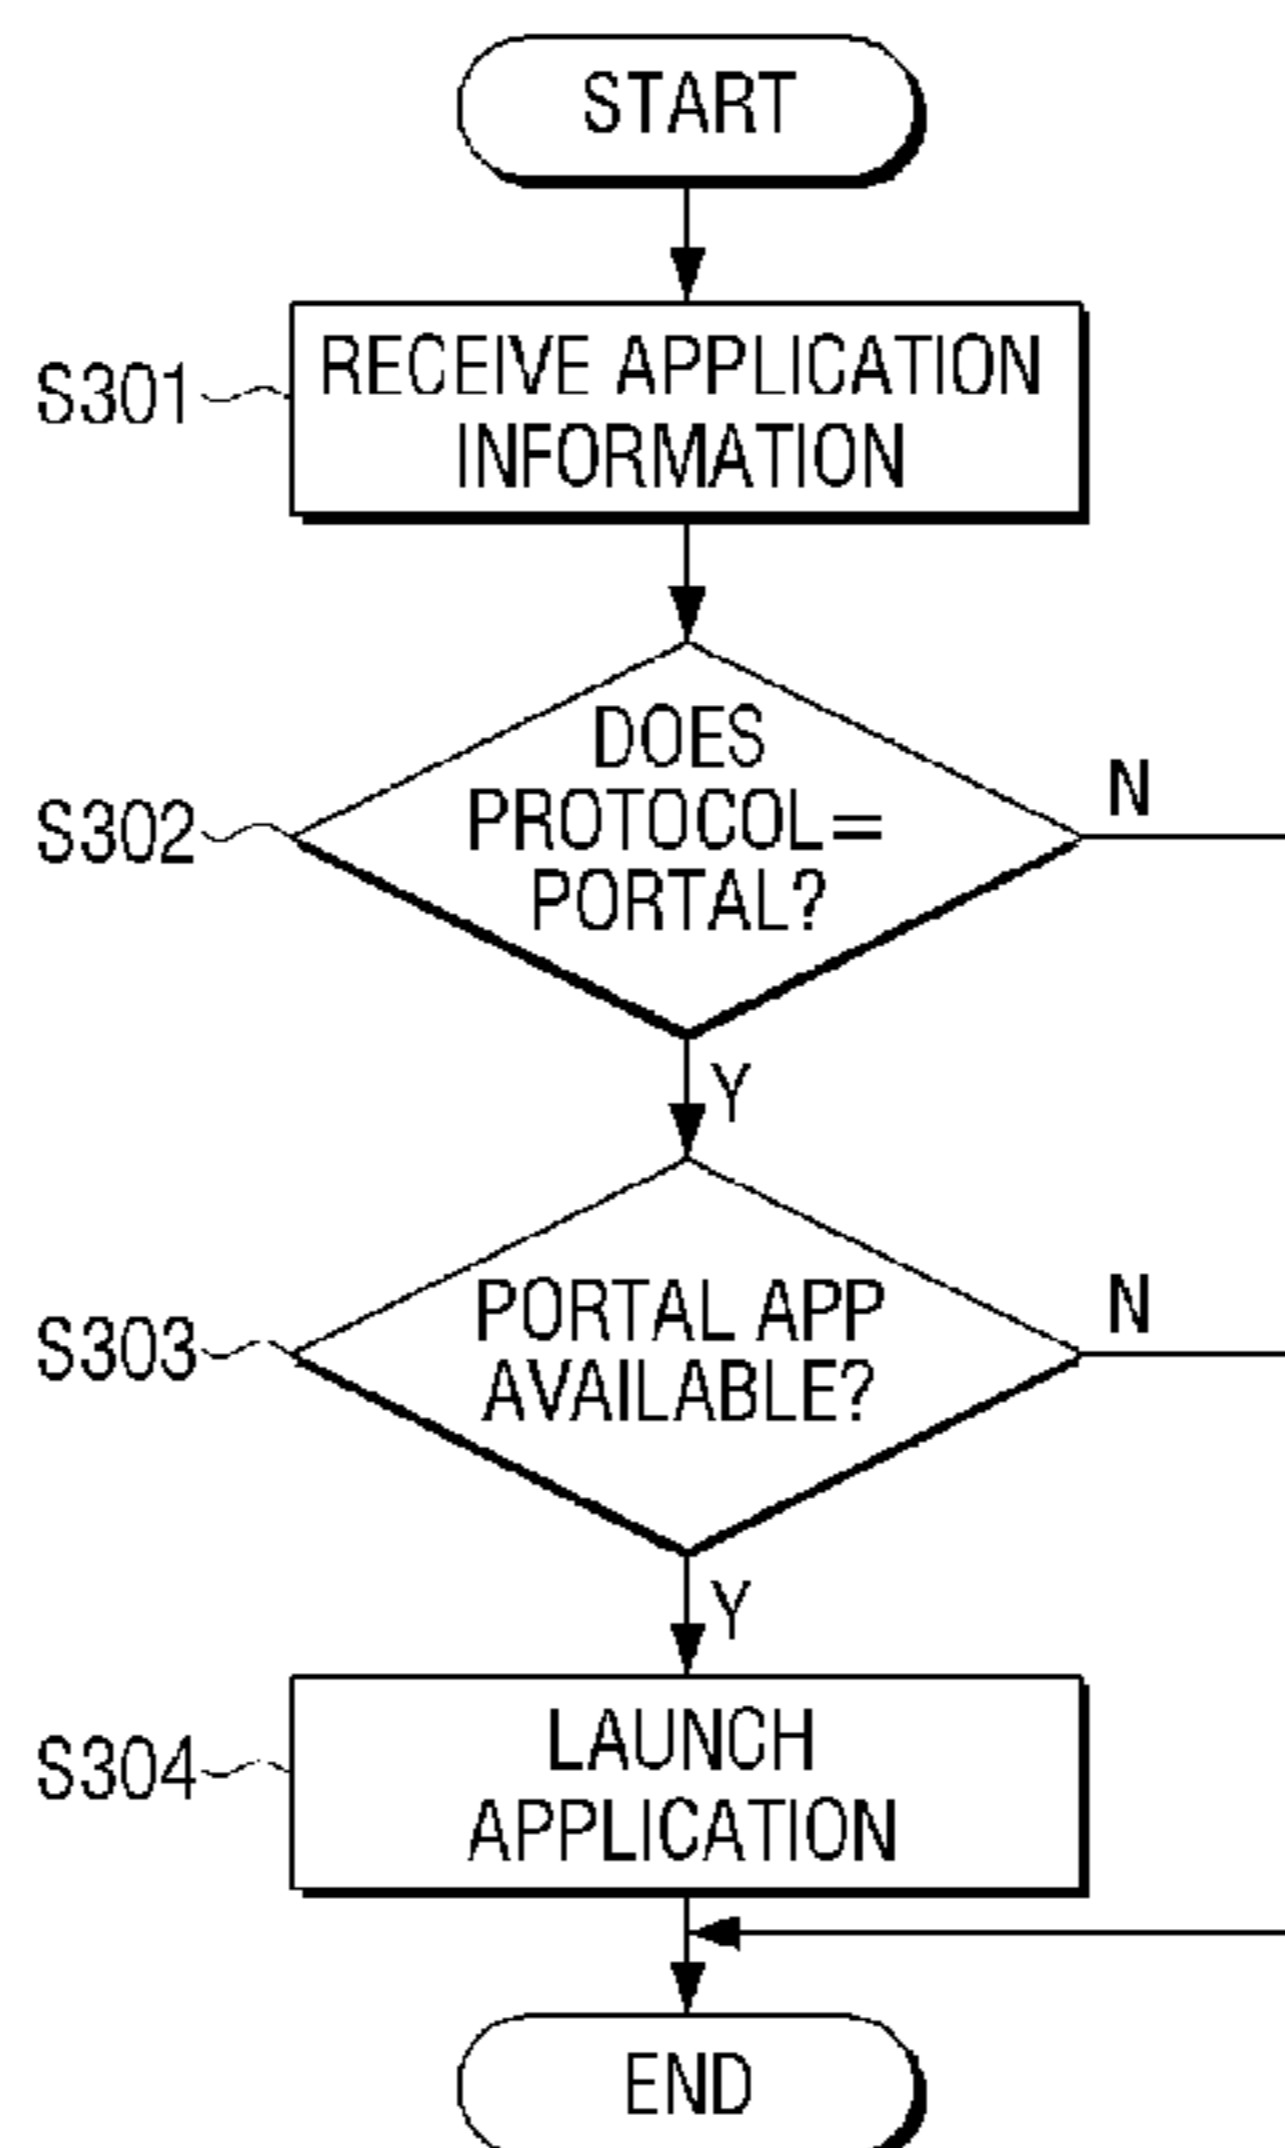 START
S301
RECEIVE APPLICATION
INFORMATION
S302
DOES
PROTOCOL=
PORTAL?
N
Y
S303
PORTAL APP
AVAILABLE?
N
Y
S304
LAUNCH
APPLICATION
END